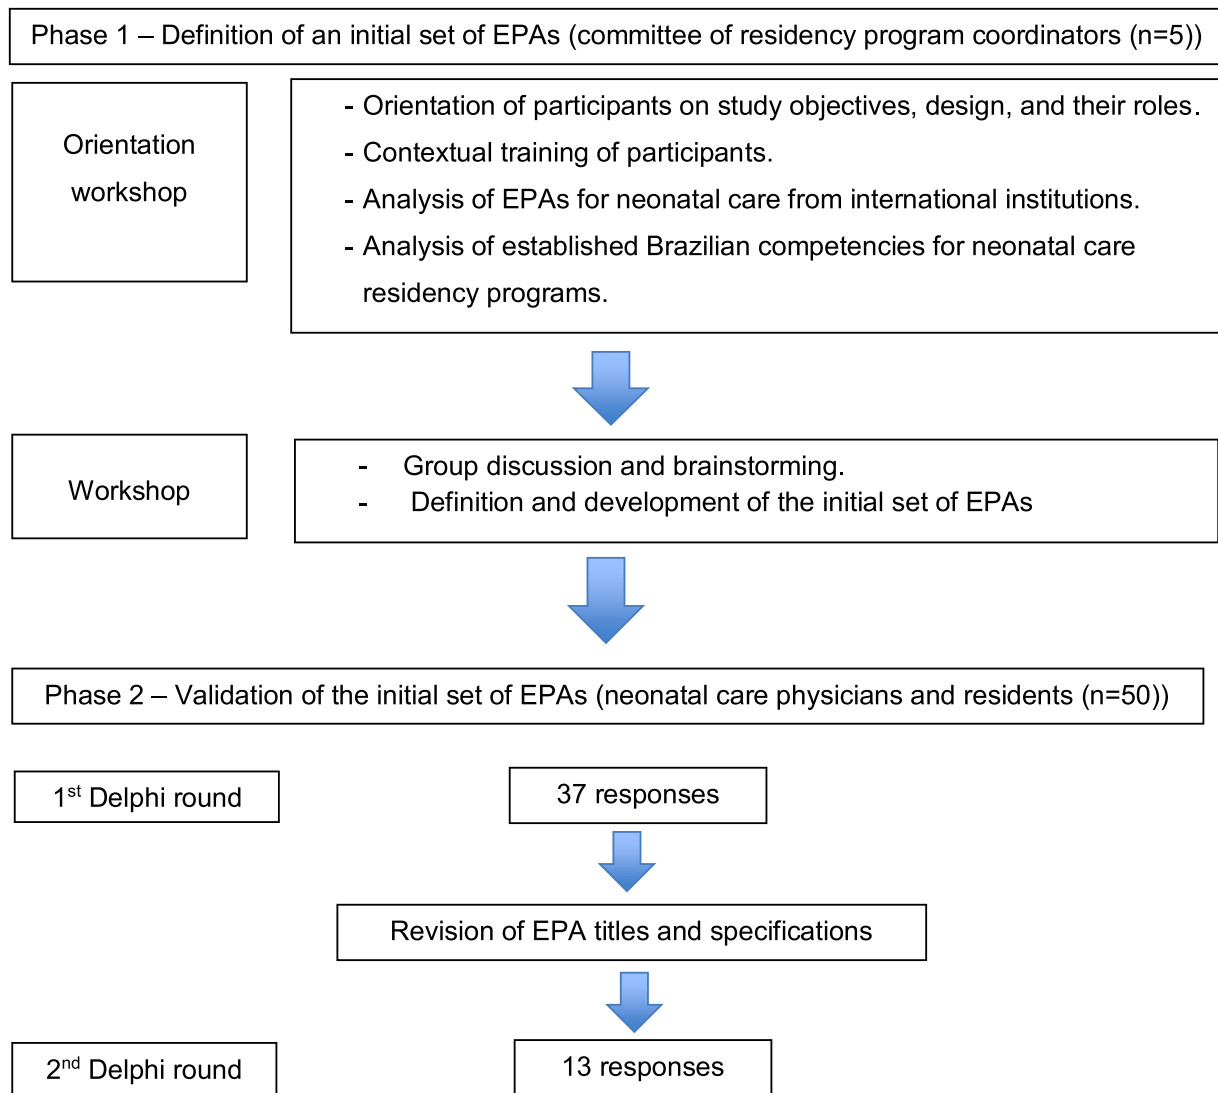 Phase 1 – Definition of an initial set of EPAs (committee of residency program coordinators (n=5))
Orientation
workshop
- Orientation of participants on study objectives, design, and their roles.
- Contextual training of participants.
- Analysis of EPAs for neonatal care from international institutions.
- Analysis of established Brazilian competencies for neonatal care
residency programs.
Workshop
- Group discussion and brainstorming.
- Definition and development of the initial set of EPAs
Phase 2 – Validation of the initial set of EPAs (neonatal care physicians and residents (n=50))
1st Delphi round
37 responses
Revision of EPA titles and specifications
2nd Delphi round
13 responses